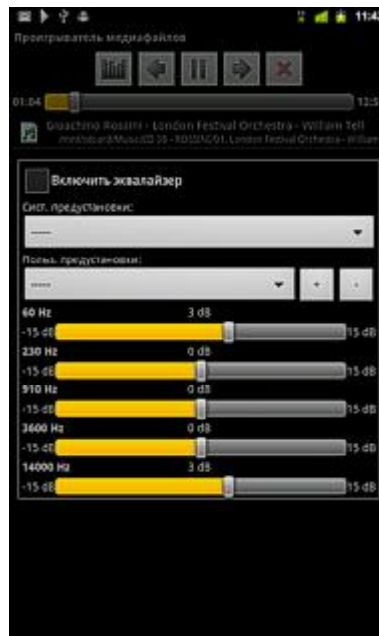 11:43
Проигрыватель медиафайлов
01:04
Gioachino Rossini - London Festival Orchestra - William Tell
Включить эквалайзер
Сист. предустановки:
----
Польз. предустановки:
---- + -
60 Hz 3 dB
-15 dB 15 dB
230 Hz 0 dB
-15 dB 15 dB
910 Hz 0 dB
-15 dB 15 dB
3600 Hz 0 dB
-15 dB 15 dB
14000 Hz 3 dB
-15 dB 15 dB